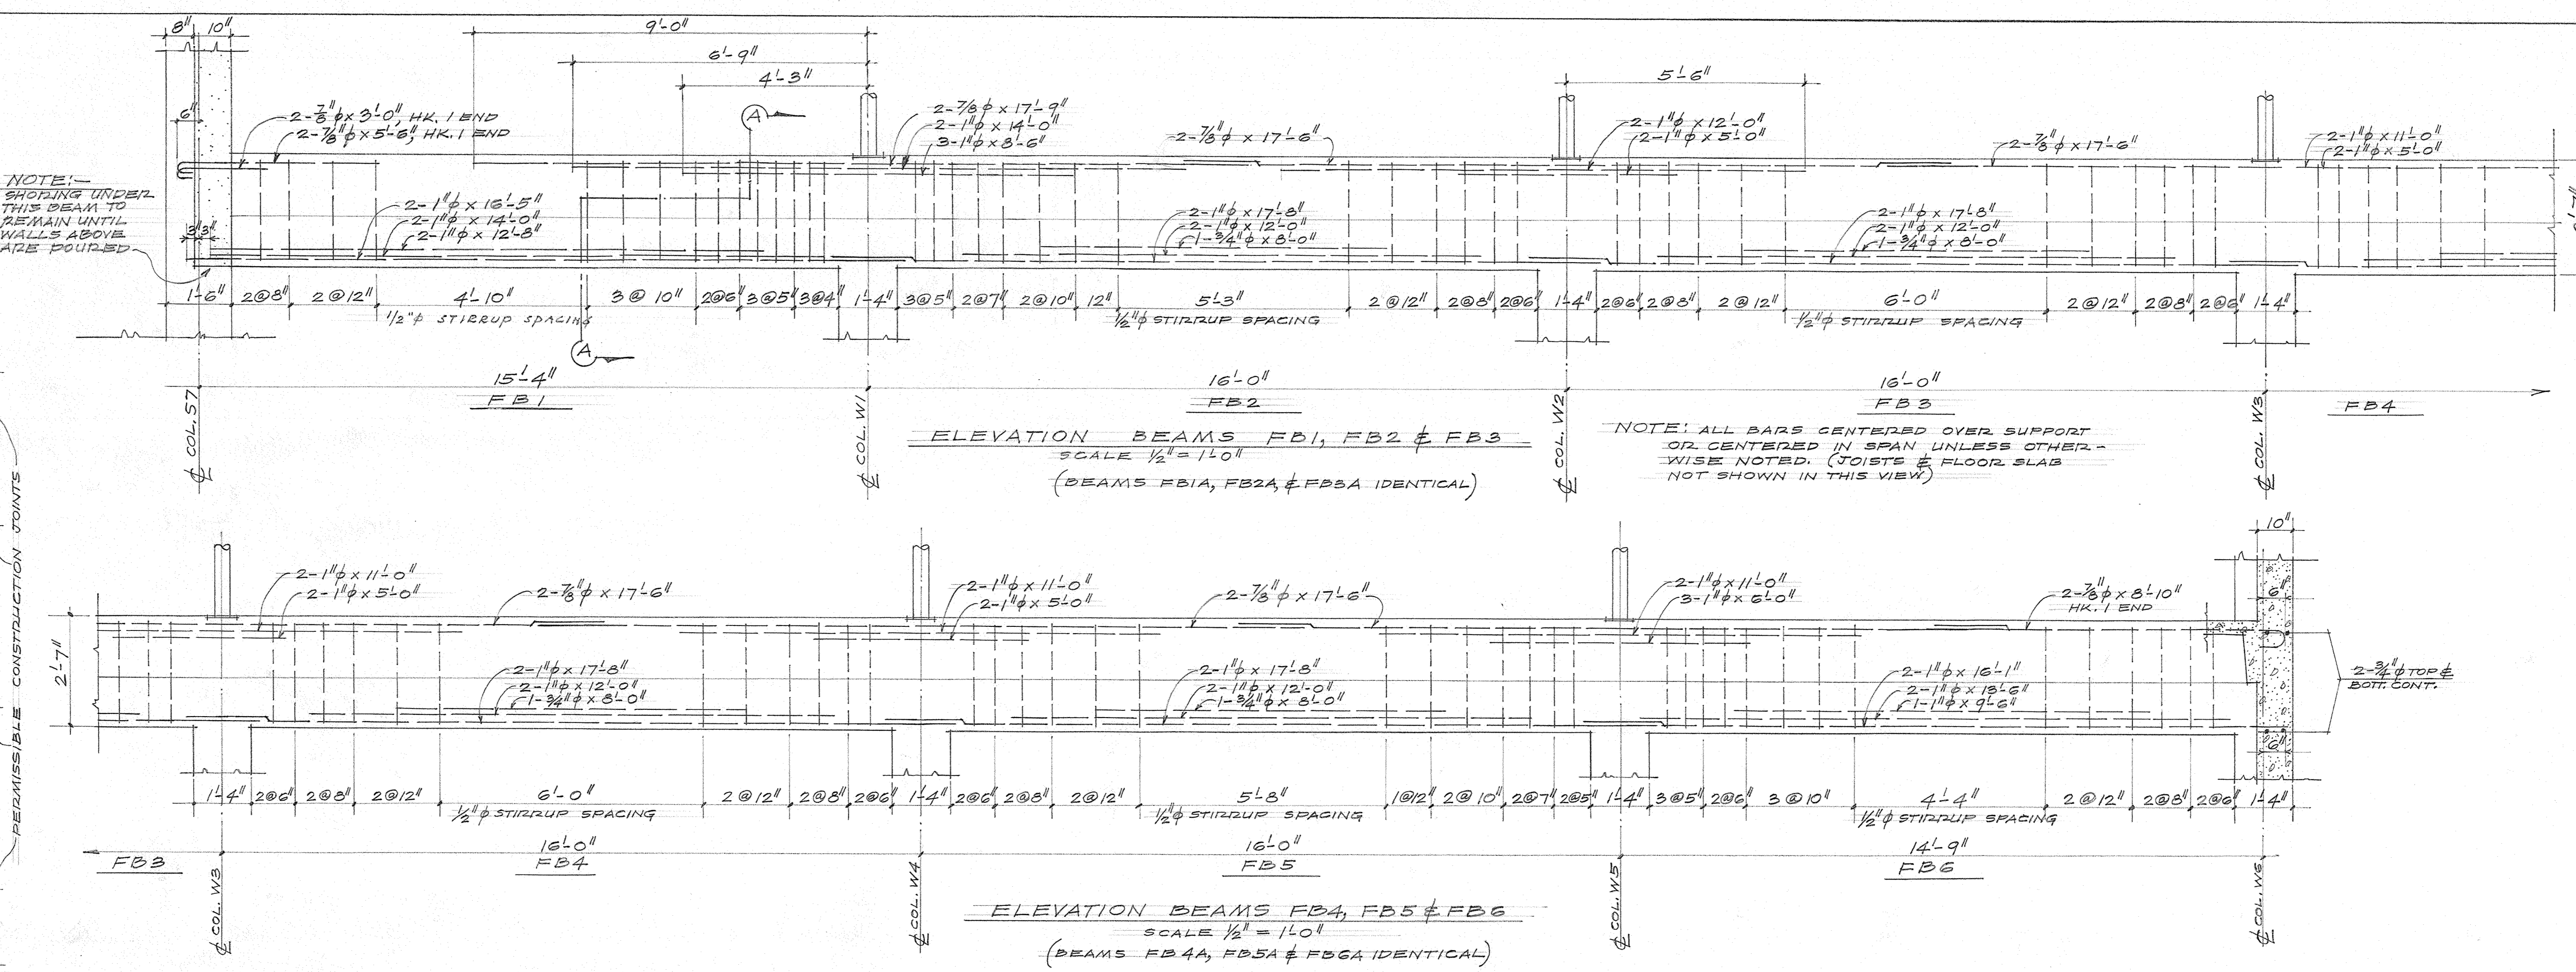 8" 10"
9'-0"
6'-9"
4'-3"
5'-6"
6"
2-7/8"φ x 3'-0", HK. 1 END
2-7/8"φ x 5'-6", HK. 1 END
A
2-7/8 φ x 17'-9"
2-1"φ x 14'-0"
3-1"φ x 8'-6"
2-7/8"φ x 17'-6"
2-1"φ x 12'-0"
2-1"φ x 5'-0"
2-7/8"φ x 17'-6"
2-1"φ x 11'-0"
2-1"φ x 5'-0"
NOTE:-
SHORING UNDER
THIS BEAM TO
REMAIN UNTIL
WALLS ABOVE
ARE POURED
3" 3"
2-1"φ x 16'-5"
2-1"φ x 14'-0"
2-1"φ x 12'-8"
2-1"φ x 17'-8"
2-1"φ x 12'-0"
1-3/4"φ x 8'-0"
2-1"φ x 17'-8"
2-1"φ x 12'-0"
1-3/4"φ x 8'-0"
1'-6" 2@8" 2@12" 4'-10" 3@10" 2@6" 3@5" 3@4" 1'-4" 3@5" 2@7" 2@10" 12" 5'-3" 2@12" 2@8" 2@6" 1'-4" 2@6" 2@8" 2@12" 6'-0" 2@12" 2@8" 2@6" 1'-4"
1/2"φ STIRRUP SPACING
1/2"φ STIRRUP SPACING
1/2"φ STIRRUP SPACING
A
15'-4" 16'-0" 16'-0"
FB1 FB2 FB3 FB4
℄ COL. 57
℄ COL. W1
℄ COL. W2
℄ COL. W3
ELEVATION BEAMS FB1, FB2 & FB3
SCALE 1/2" = 1'-0"
(BEAMS FB1A, FB2A, & FB3A IDENTICAL)
NOTE: ALL BARS CENTERED OVER SUPPORT
OR CENTERED IN SPAN UNLESS OTHER-
WISE NOTED. (JOISTS & FLOOR SLAB
NOT SHOWN IN THIS VIEW)
PERMISSIBLE CONSTRUCTION JOINTS
10"
2-1"φ x 11'-0"
2-1"φ x 5'-0"
2-7/8"φ x 17'-6"
2-1"φ x 11'-0"
2-1"φ x 5'-0"
2-7/8"φ x 17'-6"
2-1"φ x 11'-0"
3-1"φ x 6'-0"
2-7/8"φ x 8'-10"
HK. 1 END
6"
2'-7"
2-1"φ x 17'-8"
2-1"φ x 12'-0"
1-3/4"φ x 8'-0"
2-1"φ x 17'-8"
2-1"φ x 12'-0"
1-3/4"φ x 8'-0"
2-1"φ x 16'-1"
2-1"φ x 13'-6"
1-1"φ x 9'-6"
2-3/4"φ TOP &
BOTT. CONT.
6"
1'-4" 2@6" 2@8" 2@12" 6'-0" 2@12" 2@8" 2@6" 1'-4" 2@6" 2@8" 2@12" 5'-8" 1@12" 2@10" 2@7" 2@5" 1'-4" 3@5" 2@6" 3@10" 4'-4" 2@12" 2@8" 2@6" 1'-4"
1/2"φ STIRRUP SPACING
1/2"φ STIRRUP SPACING
1/2"φ STIRRUP SPACING
16'-0" 16'-0" 14'-9"
FB3 FB4 FB5 FB6
℄ COL. W3
℄ COL. W4
℄ COL. W5
℄ COL. W6
ELEVATION BEAMS FB4, FB5 & FB6
SCALE 1/2" = 1'-0"
(BEAMS FB4A, FB5A & FB6A IDENTICAL)